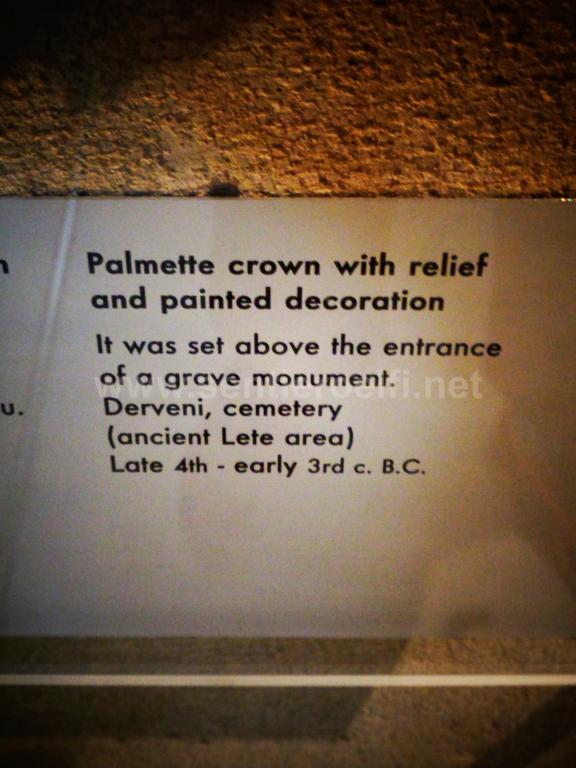 Palmette crown with relief
and painted decoration
It was set above the entrance
of a grave monument.
Derveni, cemetery
(ancient Lete area)
Late 4th - early 3rd c. B.C.
u.